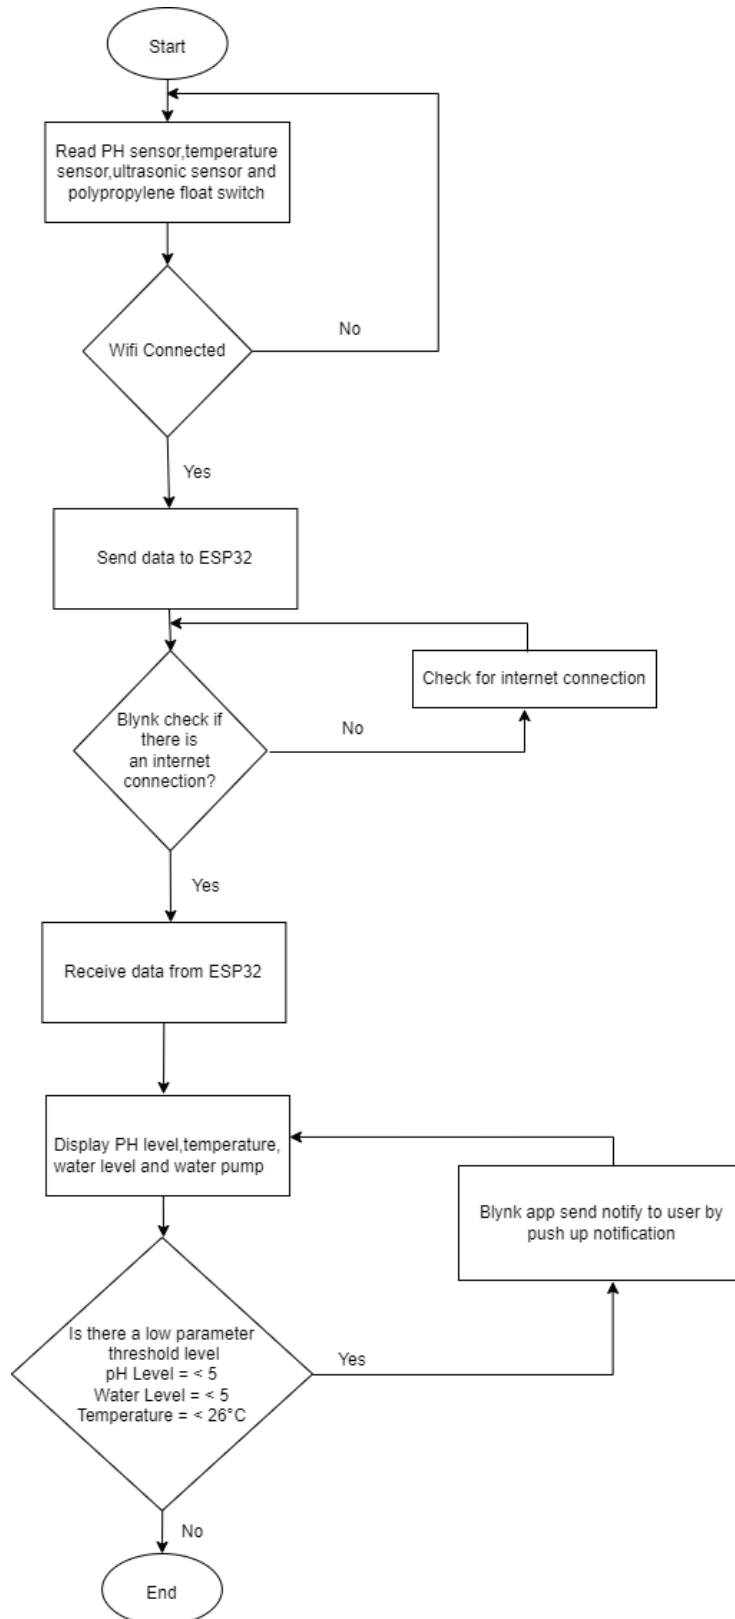 Start
Read PH sensor,temperature
sensor,ultrasonic sensor and
polypropylene float switch
Wifi Connected
No
Yes
Send data to ESP32
Check for internet connection
Blynk check if
there is
an internet
connection?
No
Yes
Receive data from ESP32
Display PH level,temperature,
water level and water pump
Blynk app send notify to user by
push up notification
Is there a low parameter
threshold level
pH Level = < 5
Water Level = < 5
Temperature = < 26°C
Yes
No
End